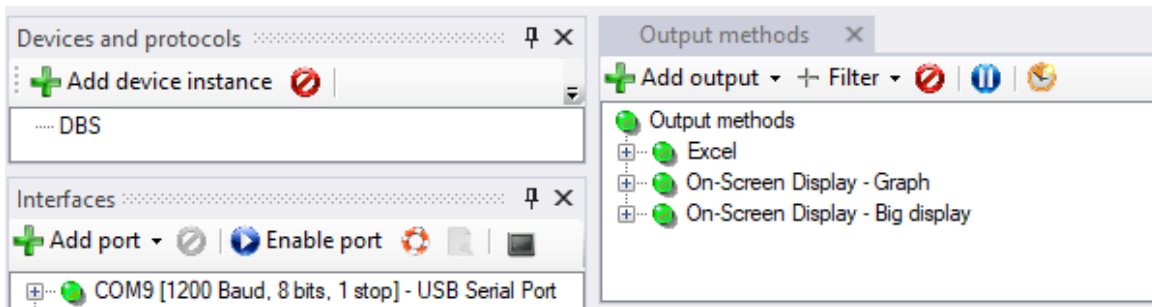 Devices and protocols
Add device instance
DBS
Interfaces
Add port Enable port
COM9 [1200 Baud, 8 bits, 1 stop] - USB Serial Port
Output methods
Add output Filter
Output methods
Excel
On-Screen Display - Graph
On-Screen Display - Big display